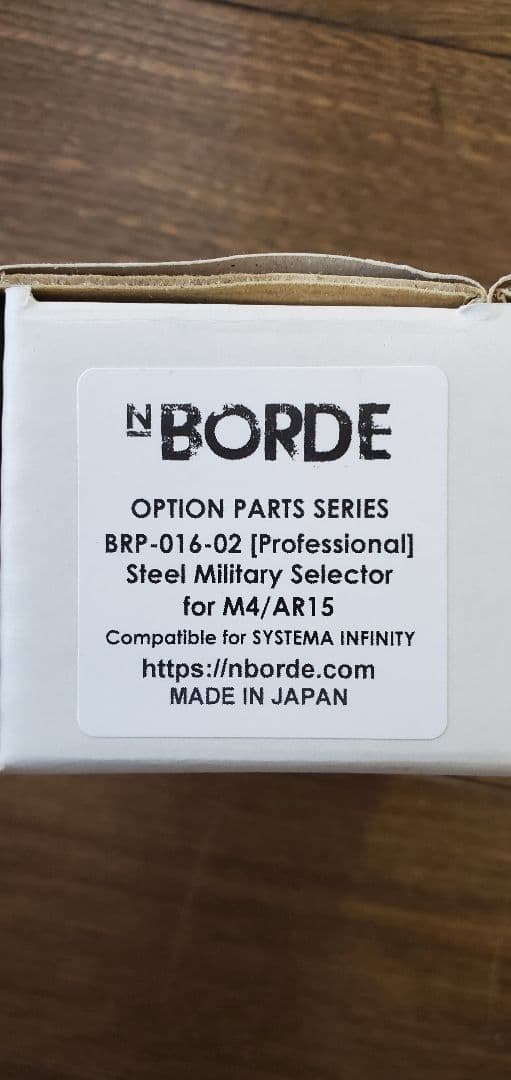 N BORDE
OPTION PARTS SERIES
BRP-016-02 [Professional]
Steel Military Selector
for M4/AR15
Compatible for SYSTEMA INFINITY
https://nborde.com
MADE IN JAPAN